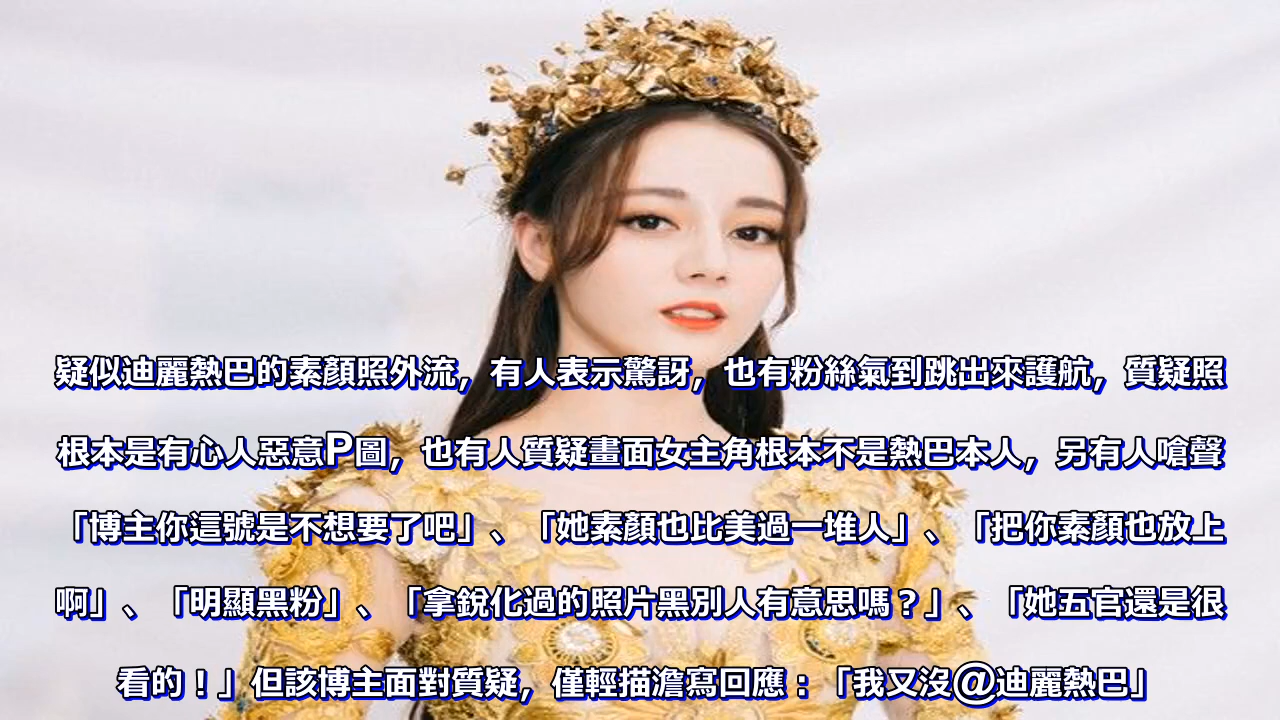 疑似迪麗熱巴的素顏照外流，有人表示驚訝，也有粉絲氣到跳出來護航，質疑照
根本是有心人惡意P圖，也有人質疑畫面女主角根本不是熱巴本人，另有人嗆聲
「博主你這號是不想要了吧」、「她素顏也比美過一堆人」、「把你素顏也放上
啊」、「明顯黑粉」、「拿銳化過的照片黑別人有意思嗎？」、「她五官還是很
看的！」但該博主面對質疑，僅輕描澹寫回應：「我又沒@迪麗熱巴」